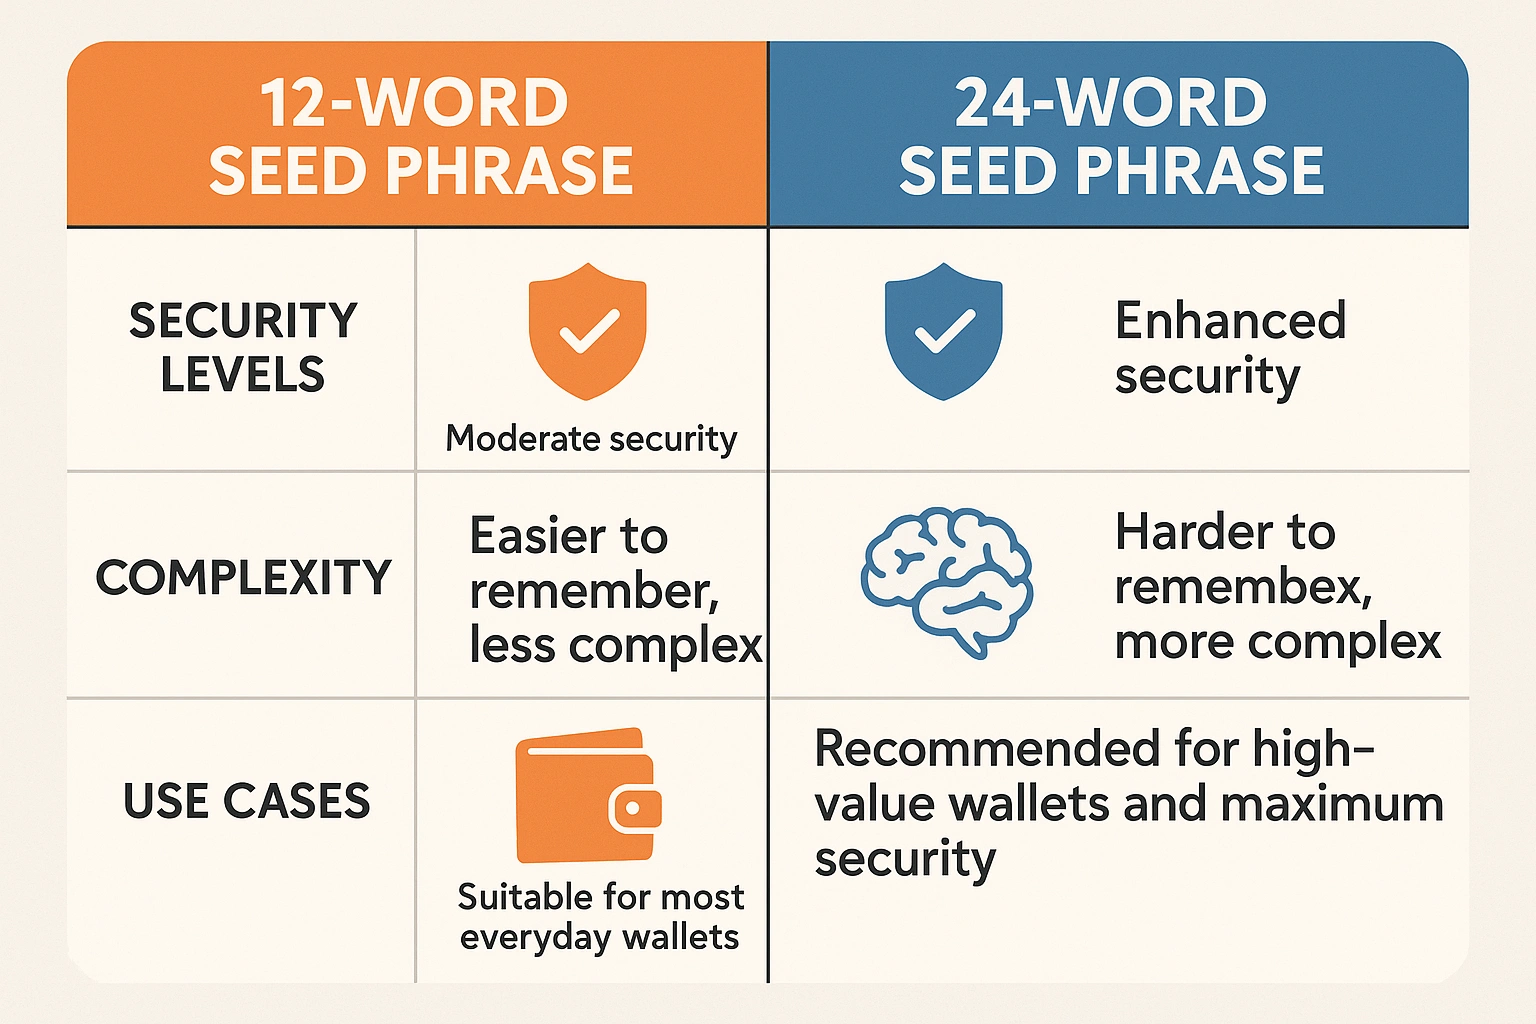 12-WORD
SEED PHRASE
24-WORD
SEED PHRASE
SECURITY
LEVELS
Moderate security
Enhanced
security
COMPLEXITY
Easier to
remember,
less complex
Harder to
remembex,
more complex
USE CASES
Suitable for most
everyday wallets
Recommended for high–
value wallets and maximum
security